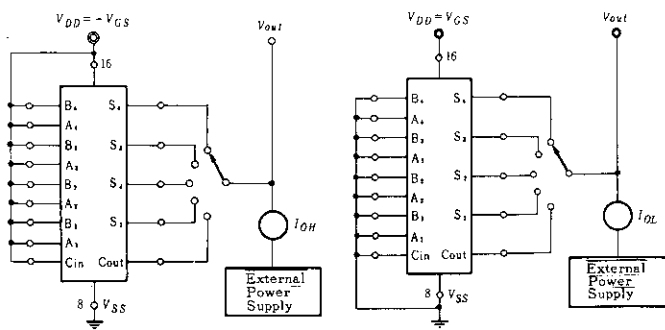 VDD = -VGS
Vout
16
B4 S4
A4
B3 S3
A3
B2 S2
A2
B1 S1
A1
Cin Cout
IOH
8 VSS
External
Power
Supply
VDD = VGS
Vout
16
B4 S4
A4
B3 S3
A3
B2 S2
A2
B1 S1
A1
Cin Cout
IOL
8 VSS
External
Power
Supply